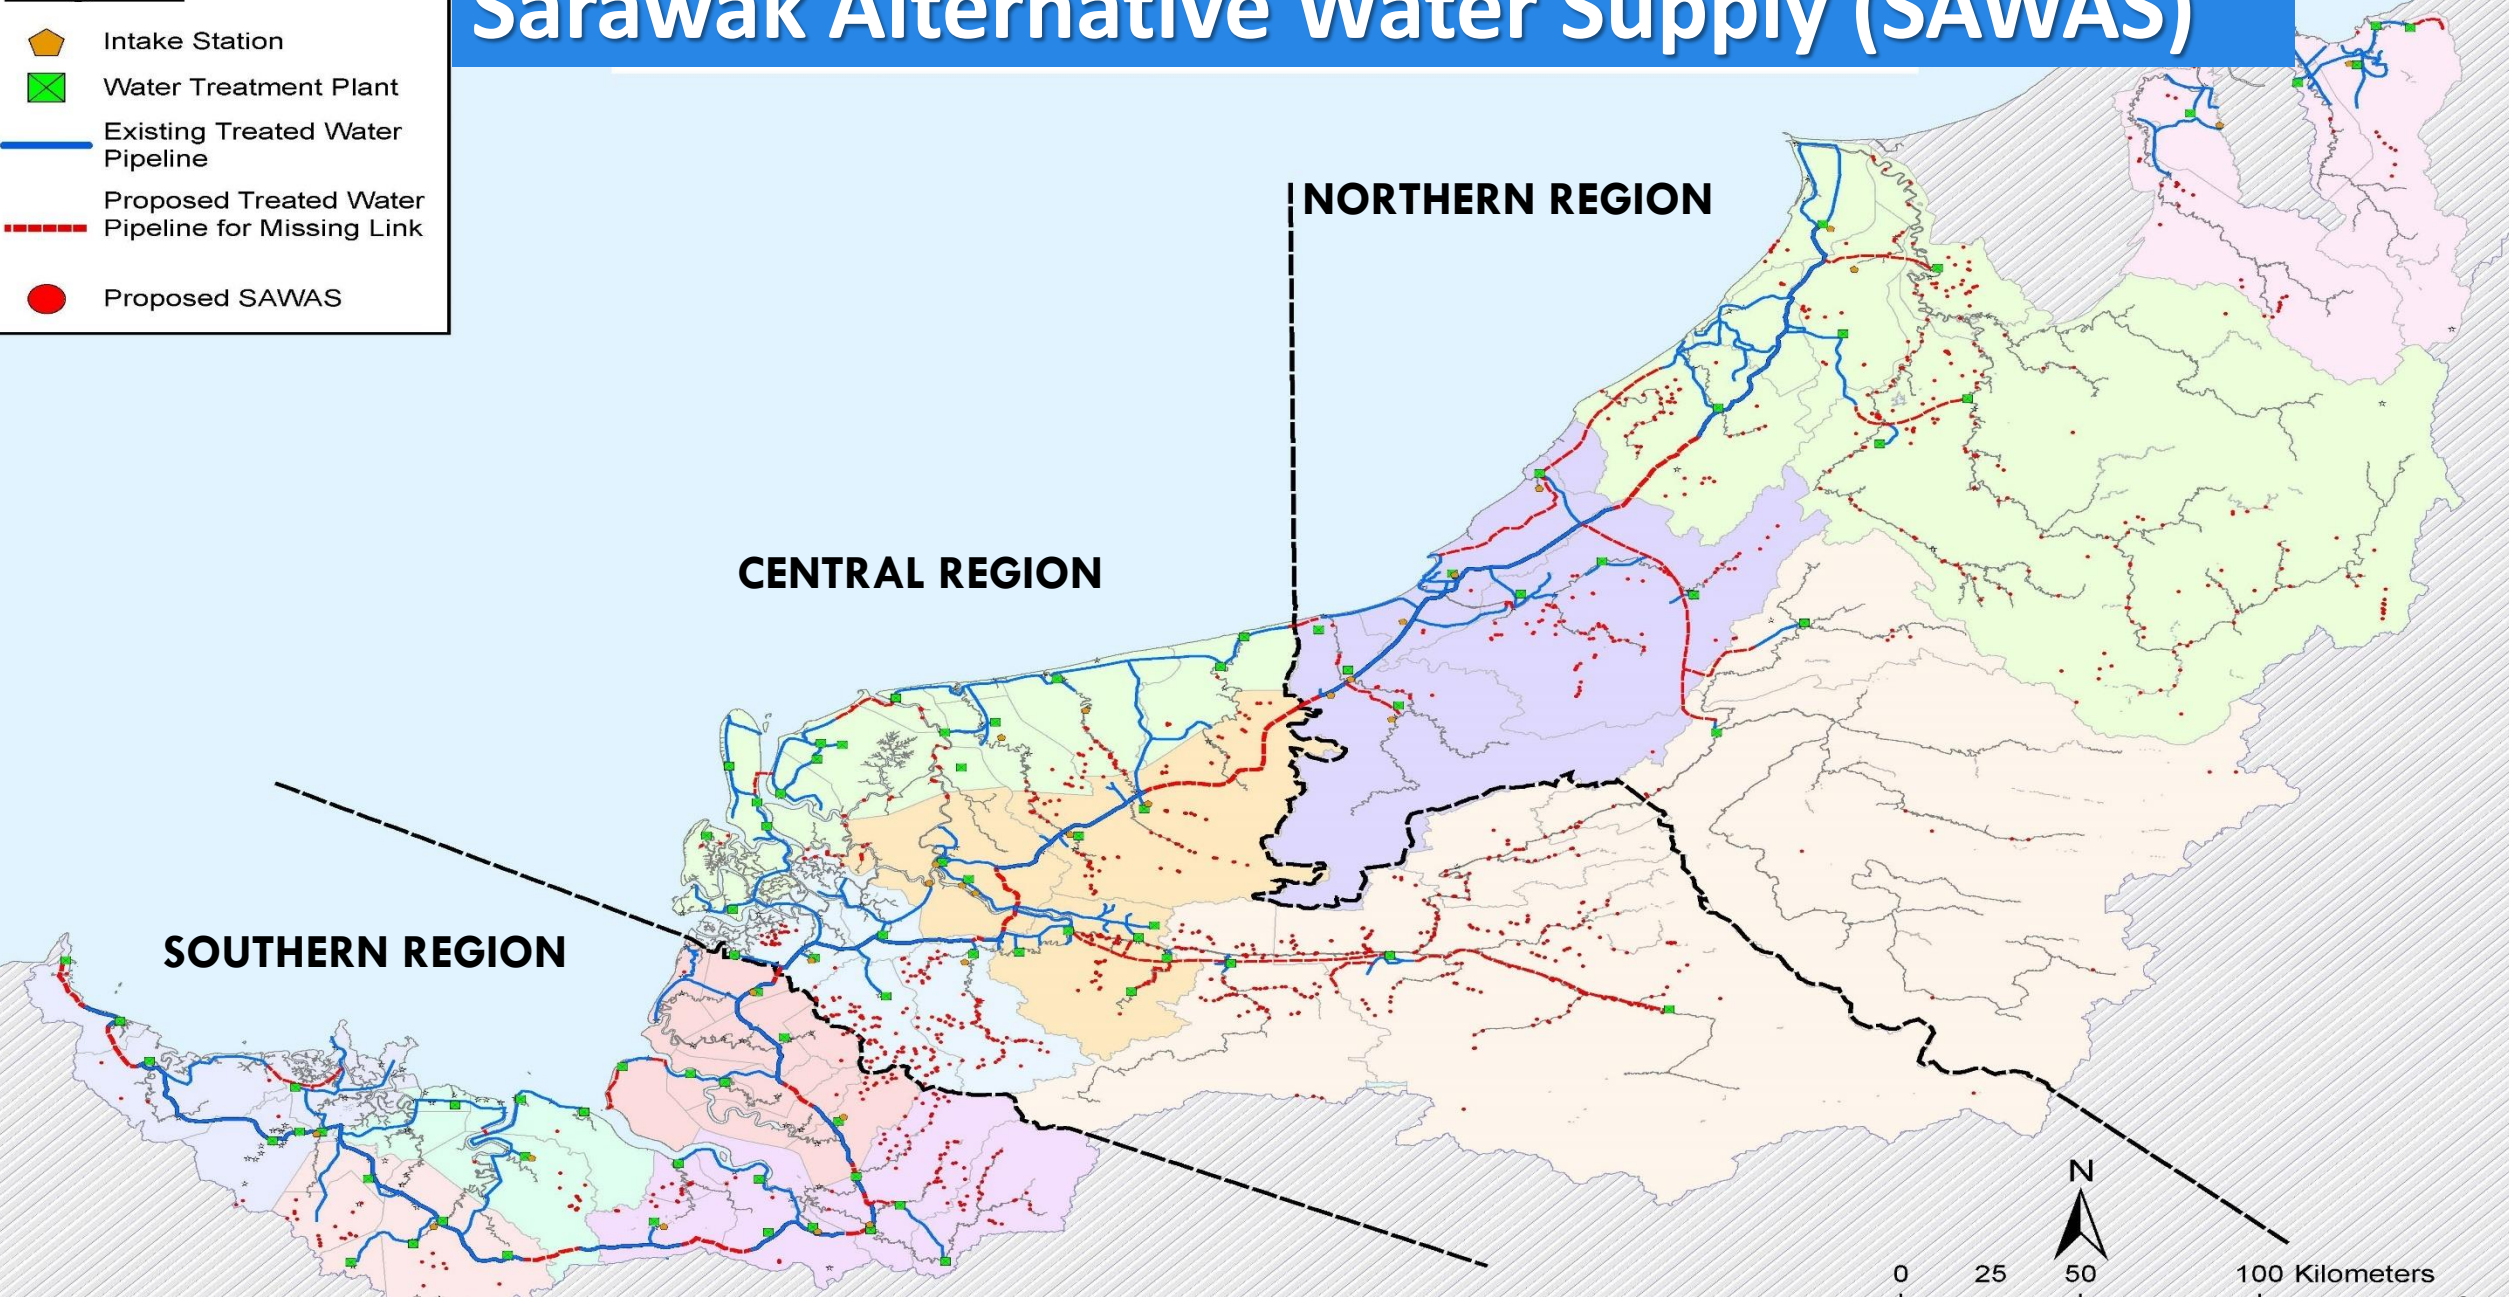 Sarawak Alternative Water Supply (SAWAS)
Intake Station
Water Treatment Plant
Existing Treated Water
Pipeline
Proposed Treated Water
Pipeline for Missing Link
Proposed SAWAS
NORTHERN REGION
CENTRAL REGION
SOUTHERN REGION
N
0 25 50 100 Kilometers